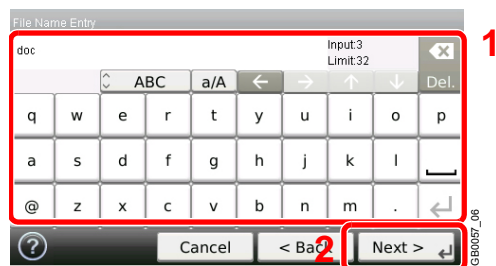 File Name Entry
1
doc
Input:3
Limit:32
ABC a/A ← → ↑ ↓ Del.
q w e r t y u i o p
a s d f g h j k l
@ z x c v b n m .
? Cancel < Back 2 Next >
GB0057_06